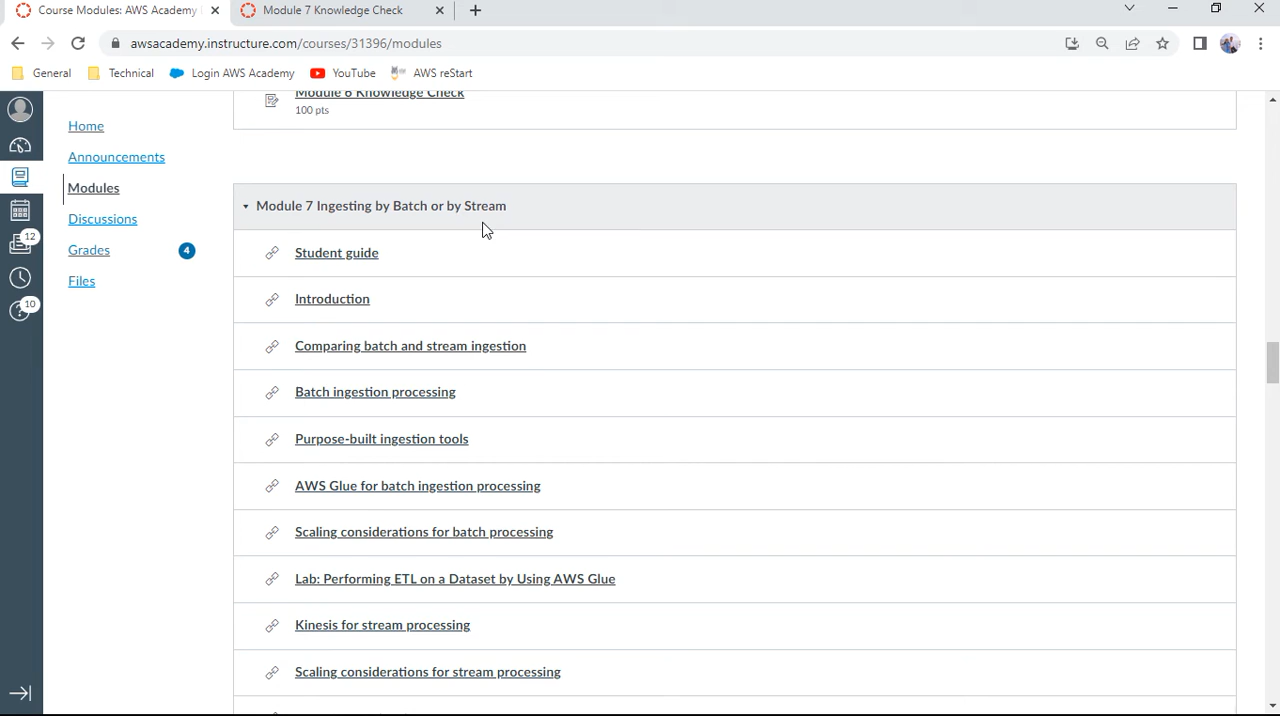 Course Modules: AWS Academy
Module 7 Knowledge Check
awsacademy.instructure.com/courses/31396/modules
General
Technical
Login AWS Academy
YouTube
AWS reStart
Home
Announcements
Modules
Discussions
Grades
4
Files
12
10
Module 6 Knowledge Check
100 pts
Module 7 Ingesting by Batch or by Stream
Student guide
Introduction
Comparing batch and stream ingestion
Batch ingestion processing
Purpose-built ingestion tools
AWS Glue for batch ingestion processing
Scaling considerations for batch processing
Lab: Performing ETL on a Dataset by Using AWS Glue
Kinesis for stream processing
Scaling considerations for stream processing